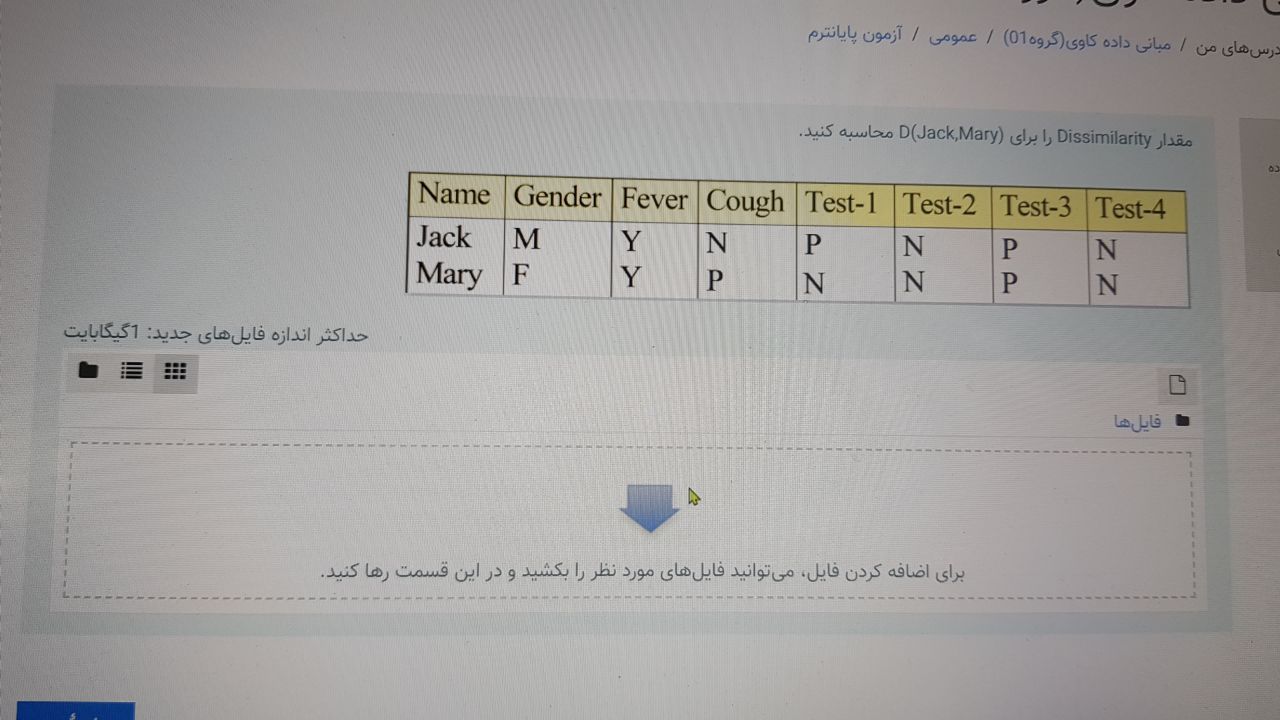 درس‌های من / مبانی داده کاوی(گروه01) / عمومی / آزمون پایانترم
مقدار Dissimilarity را برای D(Jack,Mary) محاسبه کنید.
Name Gender Fever Cough Test-1 Test-2 Test-3 Test-4
Jack M Y N P N P N
Mary F Y P N N P N
حداکثر اندازه فایل‌های جدید: 1گیگابایت
فایل‌ها
برای اضافه کردن فایل، می‌توانید فایل‌های مورد نظر را بکشید و در این قسمت رها کنید.